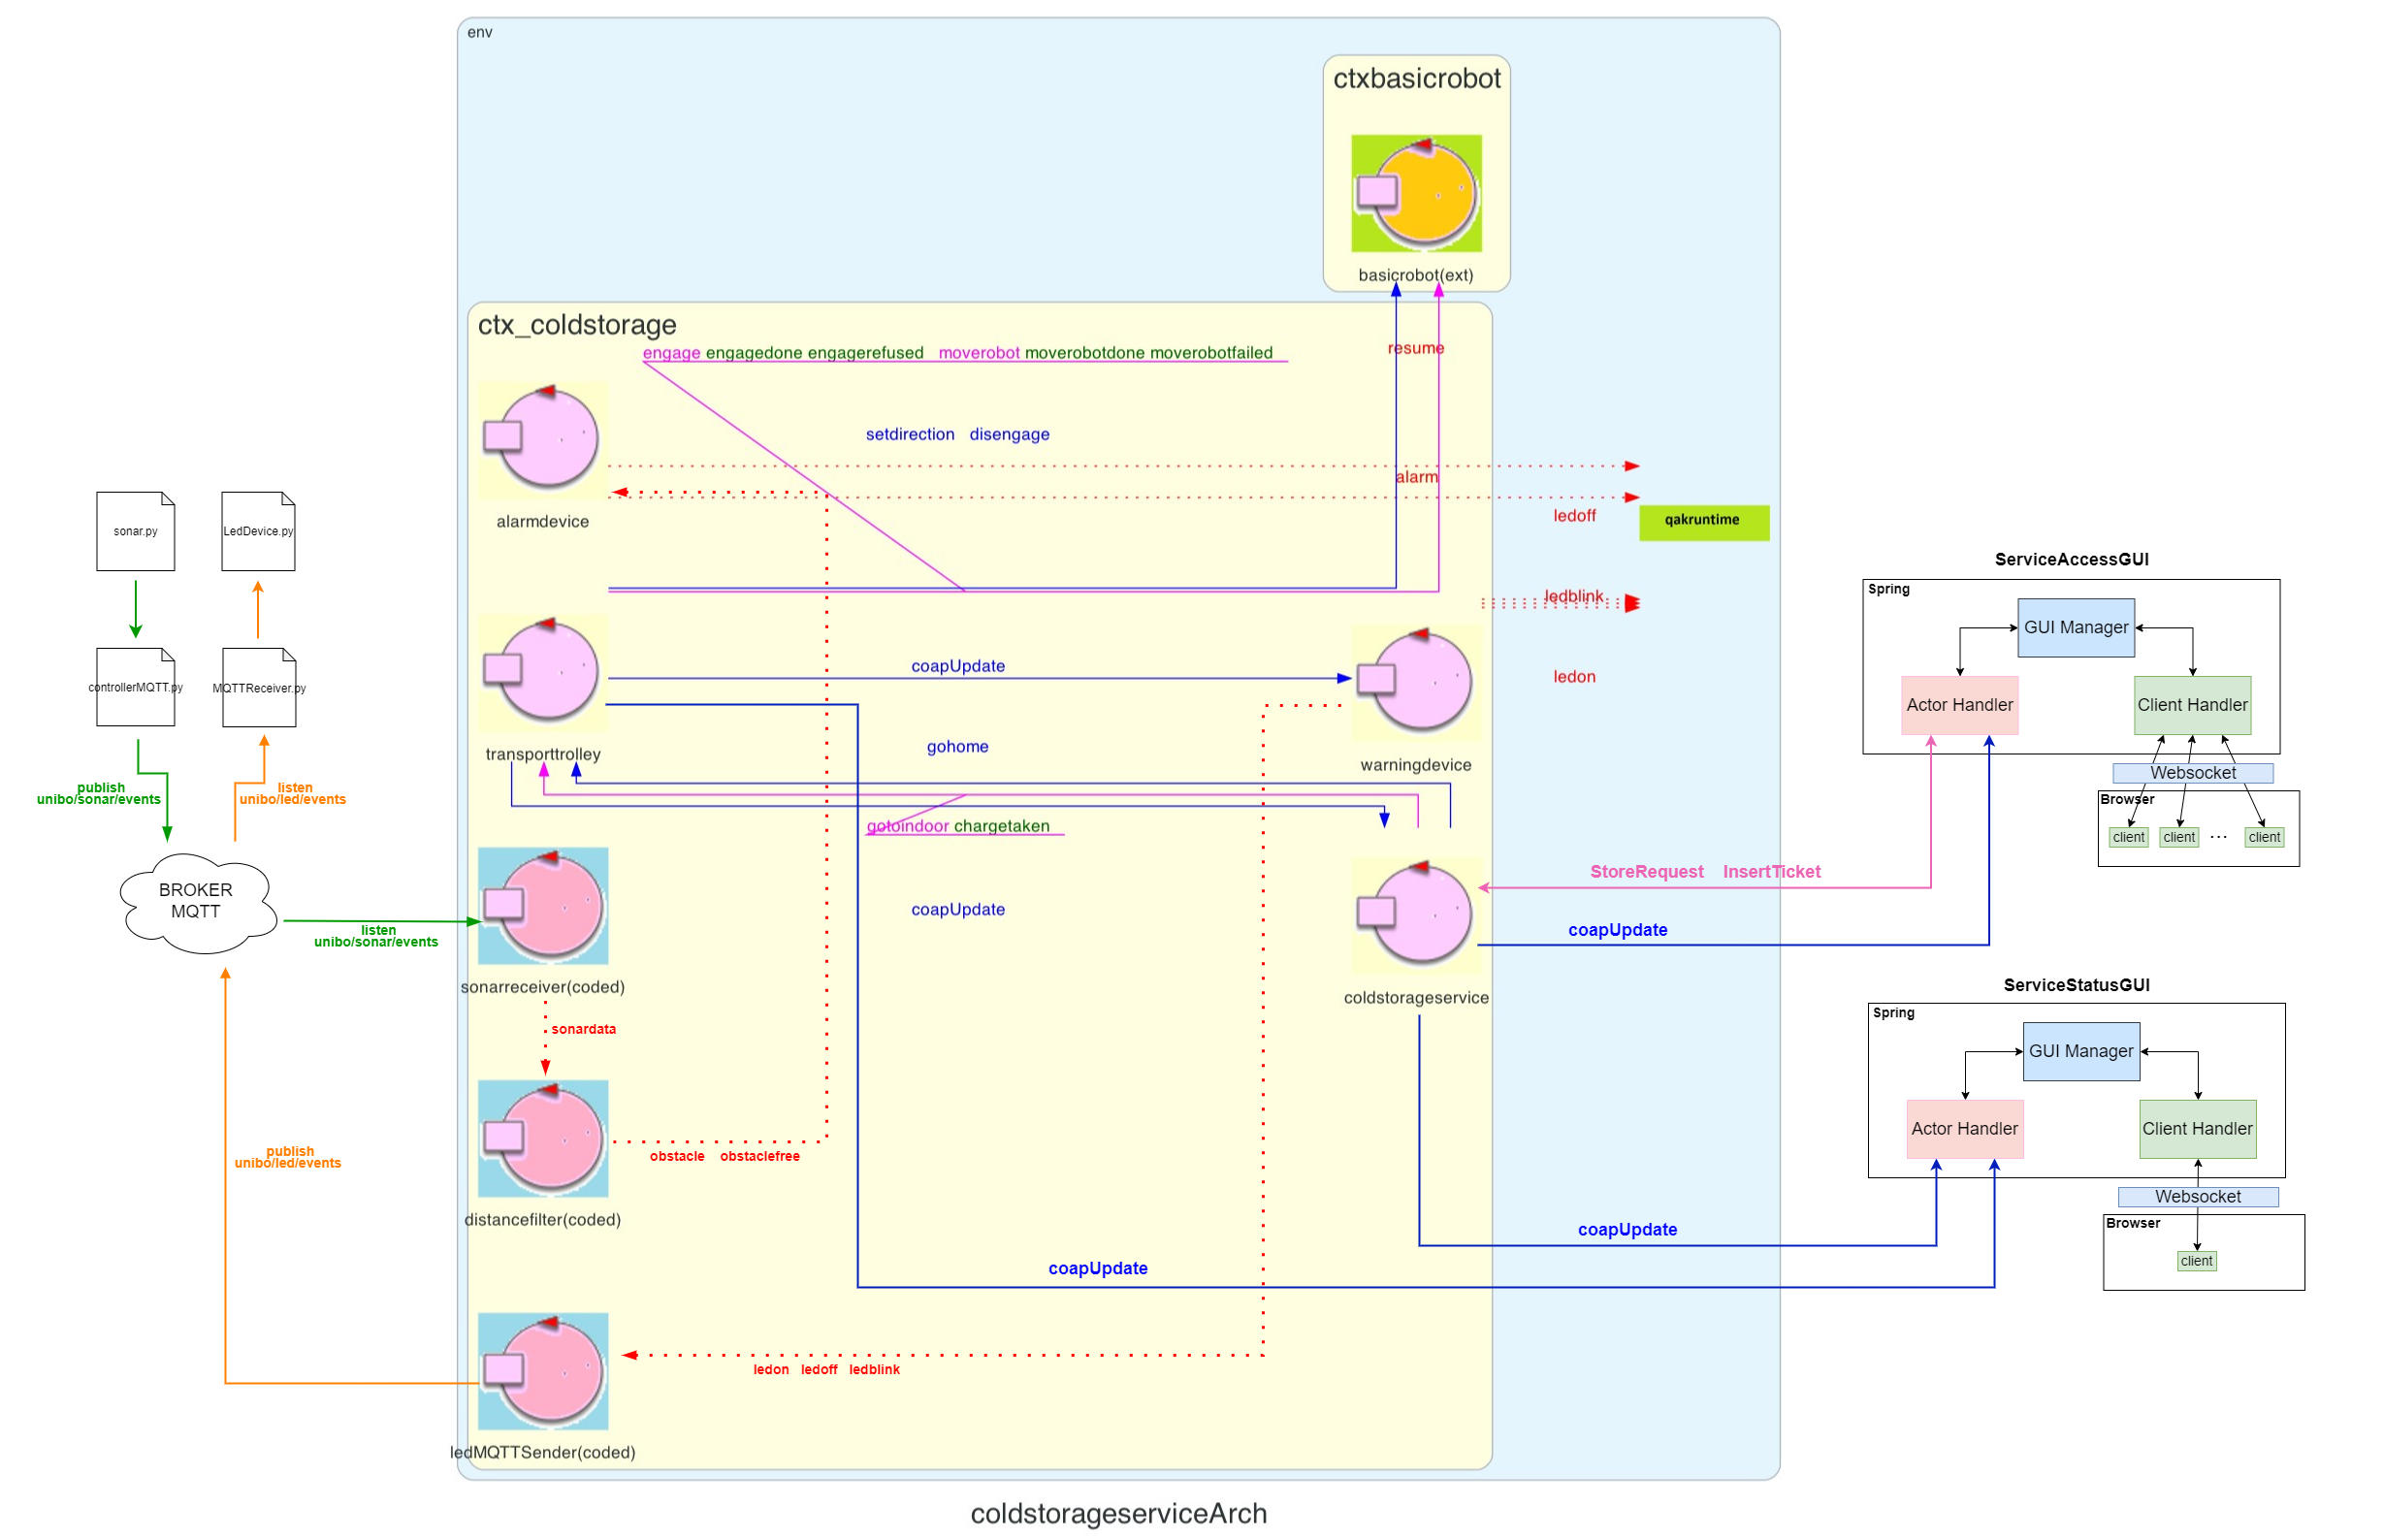 env
ctxbasicrobot
basicrobot(ext)
ctx_coldstorage
engage engagedone engagerefused moverobot moverobotdone moverobotfailed
resume
setdirection disengage
alarm
alarmdevice
ledoff
qakruntime
ledblink
coapUpdate
ledon
transporttrolley
gohome
warningdevice
gotoindoor chargetaken
coapUpdate
sonarreceiver(coded)
coldstorageservice
sonardata
obstacle obstaclefree
distancefilter(coded)
coapUpdate
ledon ledoff ledblink
ledMQTTSender(coded)
coldstorageserviceArch
sonar.py
LedDevice.py
controllerMQTT.py
MQTTReceiver.py
publish
unibo/sonar/events
listen
unibo/led/events
BROKER
MQTT
listen
unibo/sonar/events
publish
unibo/led/events
StoreRequest InsertTicket
coapUpdate
coapUpdate
ServiceAccessGUI
Spring
GUI Manager
Actor Handler
Client Handler
Websocket
Browser
client
client
...
client
ServiceStatusGUI
Spring
GUI Manager
Actor Handler
Client Handler
Websocket
Browser
client